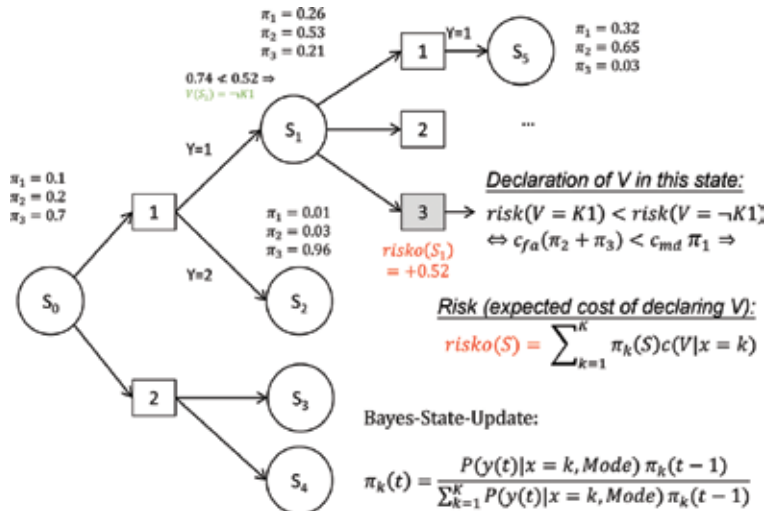 π₁ = 0.26
π₂ = 0.53
π₃ = 0.21
1
Y=1
S₅
π₁ = 0.32
π₂ = 0.65
π₃ = 0.03
0.74 ≮ 0.52 ⇒
V(S₁) = ¬K1
S₁
2
...
Y=1
π₁ = 0.1
π₂ = 0.2
π₃ = 0.7
1
3
Declaration of V in this state:
risk(V = K1) < risk(V = ¬K1)
⇔ c_fa(π₂ + π₃) < c_md π₁ ⇒
π₁ = 0.01
π₂ = 0.03
π₃ = 0.96
risko(S₁)
= +0.52
Y=2
S₀
S₂
Risk (expected cost of declaring V):
risko(S) = ∑_{k=1}^{K} π_k(S)c(V|x = k)
2
S₃
S₄
Bayes-State-Update:
π_k(t) = P(y(t)|x = k, Mode) π_k(t − 1) / ∑_{k=1}^{K} P(y(t)|x = k, Mode) π_k(t − 1)